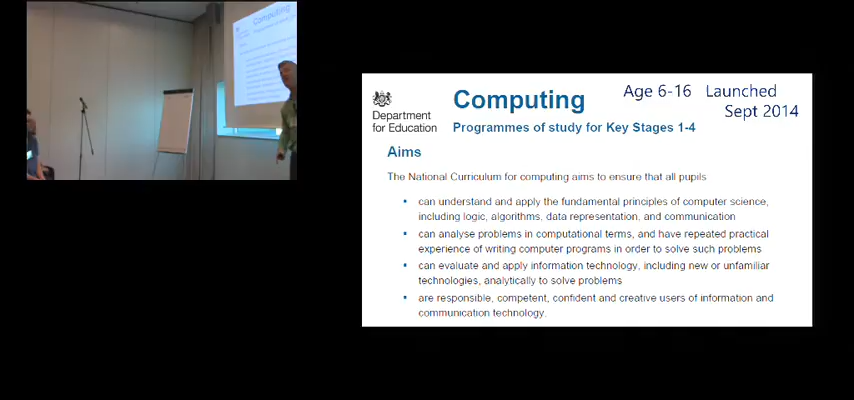 Computing
Department
for Education
Computing
Age 6-16 Launched
Sept 2014
Programmes of study for Key Stages 1-4
Aims
The National Curriculum for computing aims to ensure that all pupils
▪ can understand and apply the fundamental principles of computer science,
including logic, algorithms, data representation, and communication
▪ can analyse problems in computational terms, and have repeated practical
experience of writing computer programs in order to solve such problems
▪ can evaluate and apply information technology, including new or unfamiliar
technologies, analytically to solve problems
▪ are responsible, competent, confident and creative users of information and
communication technology.